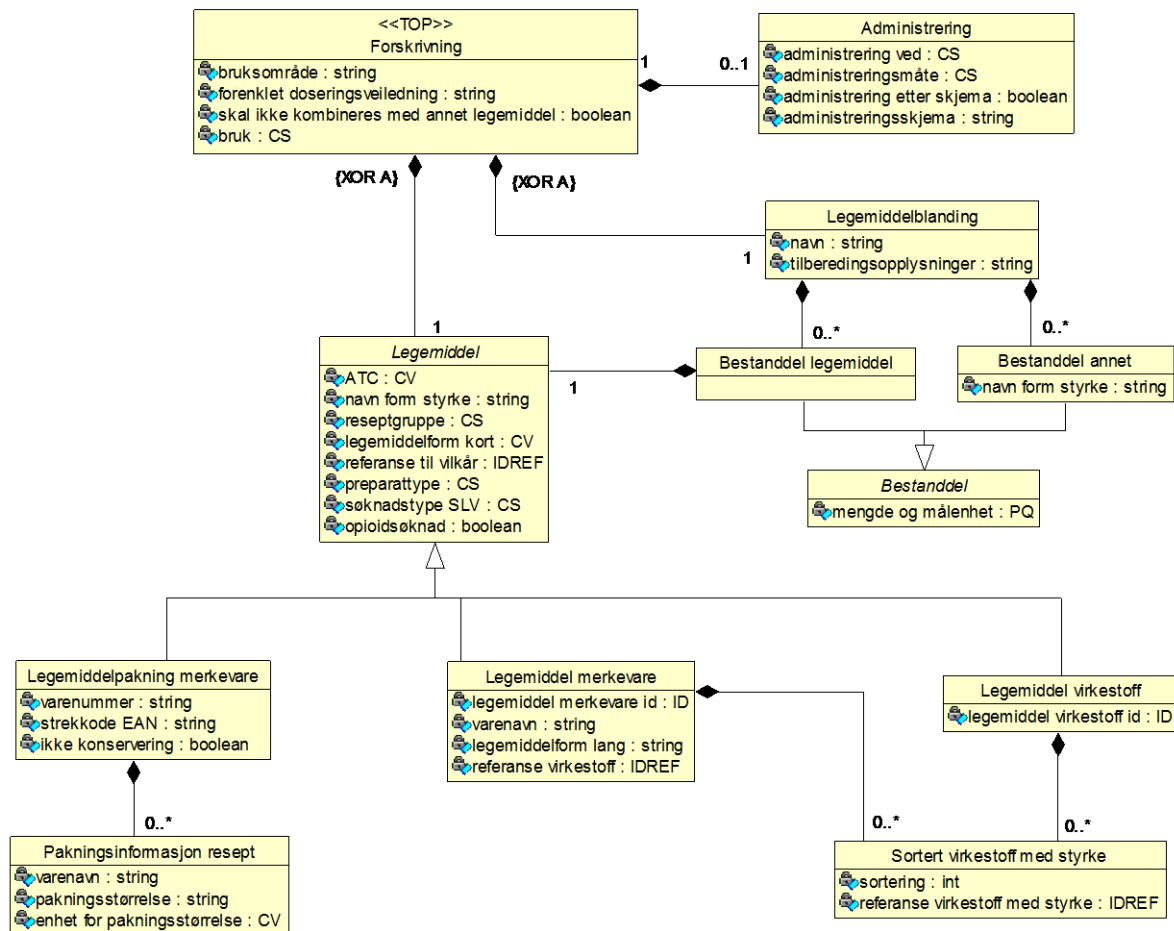 <<TOP>>
Forskrivning
bruksområde : string
forenklet doseringsveiledning : string
skal ikke kombineres med annet legemiddel : boolean
bruk : CS
1
0..1
Administrering
administrering ved : CS
administreringsmåte : CS
administrering etter skjema : boolean
administreringsskjema : string
{XOR A}
{XOR A}
Legemiddelblanding
navn : string
tilberedingsopplysninger : string
1
0..*
0..*
1
Legemiddel
ATC : CV
navn form styrke : string
reseptgruppe : CS
legemiddelform kort : CV
referanse til vilkår : IDREF
preparattype : CS
søknadstype SLV : CS
opioidsøknad : boolean
1
Bestanddel legemiddel
Bestanddel annet
navn form styrke : string
Bestanddel
mengde og målenhet : PQ
Legemiddelpakning merkevare
varenummer : string
strekkode EAN : string
ikke konservering : boolean
Legemiddel merkevare
legemiddel merkevare id : ID
varenavn : string
legemiddelform lang : string
referanse virkestoff : IDREF
Legemiddel virkestoff
legemiddel virkestoff id : ID
0..*
0..*
0..*
Pakningsinformasjon resept
varenavn : string
pakningsstørrelse : string
enhet for pakningsstørrelse : CV
Sortert virkestoff med styrke
sortering : int
referanse virkestoff med styrke : IDREF